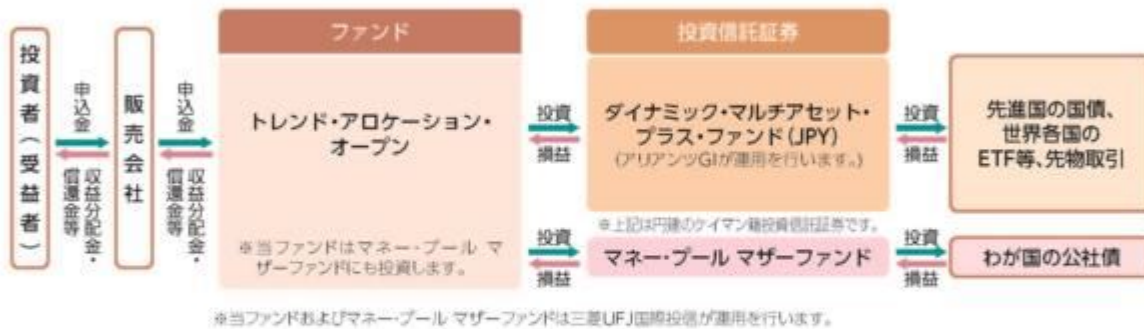 ファンド
投資信託証券
投資者（受益者）
申込金
収益分配金・
償還金等
販売会社
申込金
収益分配金・
償還金等
トレンド・アロケーション・
オープン
※当ファンドはマネー・プール マ
ザーファンドにも投資します。
投資
損益
ダイナミック・マルチアセット・
プラス・ファンド(JPY)
(アリアンツGIが運用を行います。)
※上記は円建のケイマン籍投資信託証券です。
投資
損益
先進国の国債、
世界各国の
ETF等、先物取引
投資
損益
マネー・プール マザーファンド
投資
損益
わが国の公社債
※当ファンドおよびマネー・プール マザーファンドは三菱UFJ国際投信が運用を行います。